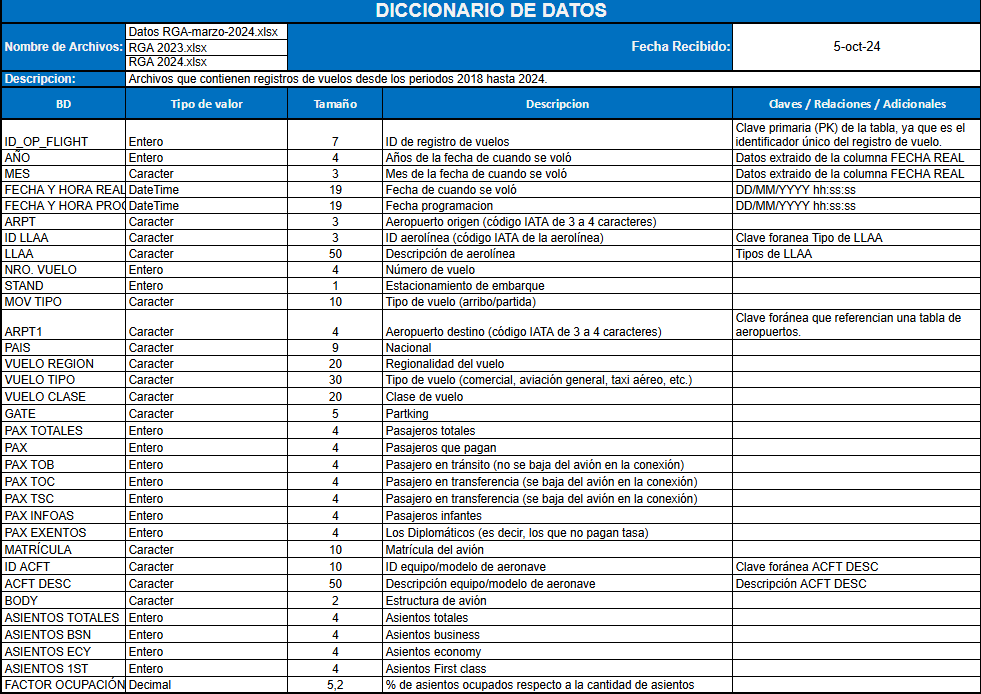 DICCIONARIO DE DATOS
Nombre de Archivos: Datos RGA-marzo-2024.xlsx Fecha Recibido: 5-oct-24
RGA 2023.xlsx
RGA 2024.xlsx
Descripcion: Archivos que contienen registros de vuelos desde los periodos 2018 hasta 2024.
BD Tipo de valor Tamaño Descripcion Claves / Relaciones / Adicionales
ID_OP_FLIGHT Entero 7 ID de registro de vuelos Clave primaria (PK) de la tabla, ya que es el
identificador único del registro de vuelo.
AÑO Entero 4 Años de la fecha de cuando se voló Datos extraido de la columna FECHA REAL
MES Caracter 3 Mes de la fecha de cuando se voló Datos extraido de la columna FECHA REAL
FECHA Y HORA REAL DateTime 19 Fecha de cuando se voló DD/MM/YYYY hh:ss:ss
FECHA Y HORA PROG DateTime 19 Fecha programacion DD/MM/YYYY hh:ss:ss
ARPT Caracter 3 Aeropuerto origen (código IATA de 3 a 4 caracteres)
ID LLAA Caracter 3 ID aerolínea (código IATA de la aerolínea) Clave foranea Tipo de LLAA
LLAA Caracter 50 Descripción de aerolínea Tipos de LLAA
NRO. VUELO Entero 4 Número de vuelo
STAND Entero 1 Estacionamiento de embarque
MOV TIPO Caracter 10 Tipo de vuelo (arribo/partida)
ARPT1 Caracter 4 Aeropuerto destino (código IATA de 3 a 4 caracteres) Clave foránea que referencian una tabla de
aeropuertos.
PAIS Caracter 9 Nacional
VUELO REGION Caracter 20 Regionalidad del vuelo
VUELO TIPO Caracter 30 Tipo de vuelo (comercial, aviación general, taxi aéreo, etc.)
VUELO CLASE Caracter 20 Clase de vuelo
GATE Caracter 5 Partking
PAX TOTALES Entero 4 Pasajeros totales
PAX Entero 4 Pasajeros que pagan
PAX TOB Entero 4 Pasajero en tránsito (no se baja del avión en la conexión)
PAX TOC Entero 4 Pasajero en transferencia (se baja del avión en la conexión)
PAX TSC Entero 4 Pasajero en transferencia (se baja del avión en la conexión)
PAX INFOAS Entero 4 Pasajeros infantes
PAX EXENTOS Entero 4 Los Diplomáticos (es decir, los que no pagan tasa)
MATRÍCULA Caracter 10 Matrícula del avión
ID ACFT Caracter 10 ID equipo/modelo de aeronave Clave foránea ACFT DESC
ACFT DESC Caracter 50 Descripción equipo/modelo de aeronave Descripción ACFT DESC
BODY Caracter 2 Estructura de avión
ASIENTOS TOTALES Entero 4 Asientos totales
ASIENTOS BSN Entero 4 Asientos business
ASIENTOS ECY Entero 4 Asientos economy
ASIENTOS 1ST Entero 4 Asientos First class
FACTOR OCUPACIÓN Decimal 5,2 % de asientos ocupados respecto a la cantidad de asientos